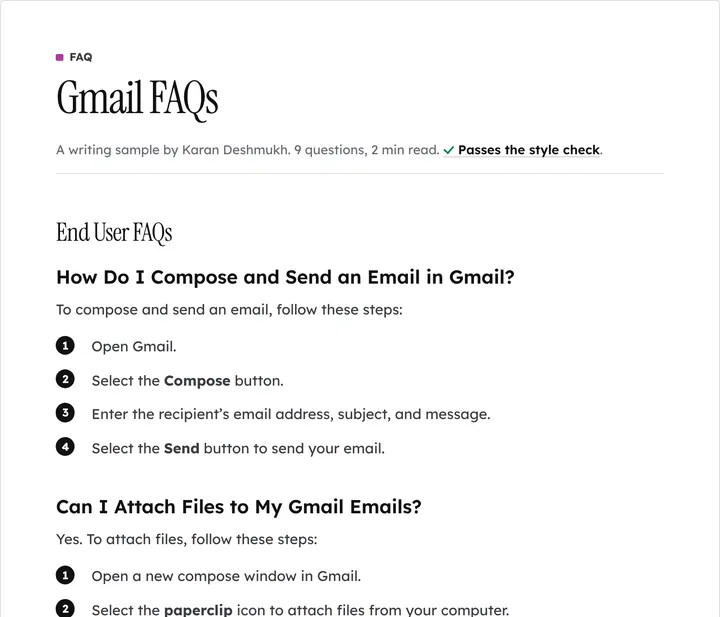 FAQ
Gmail FAQs
A writing sample by Karan Deshmukh. 9 questions, 2 min read. ✓ Passes the style check.
End User FAQs
How Do I Compose and Send an Email in Gmail?
To compose and send an email, follow these steps:
1 Open Gmail.
2 Select the Compose button.
3 Enter the recipient’s email address, subject, and message.
4 Select the Send button to send your email.
Can I Attach Files to My Gmail Emails?
Yes. To attach files, follow these steps:
1 Open a new compose window in Gmail.
2 Select the paperclip icon to attach files from your computer.